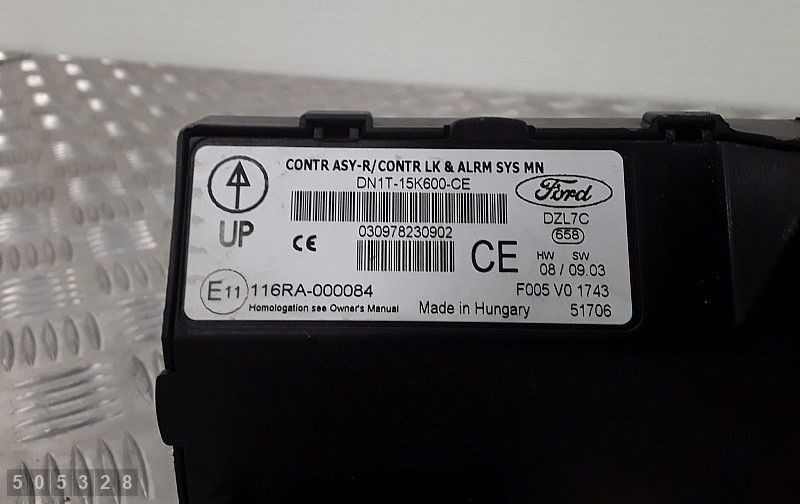 CONTR ASY-R/CONTR LK & ALRM SYS MN
DN1T-15K600-CE
Ford
DZL7C
658
UP
CE
030978230902
CE
HW SW
08 / 09.03
E11
116RA-000084
F005 V0 1743
Homologation see Owner's Manual
Made in Hungary
51706
505328